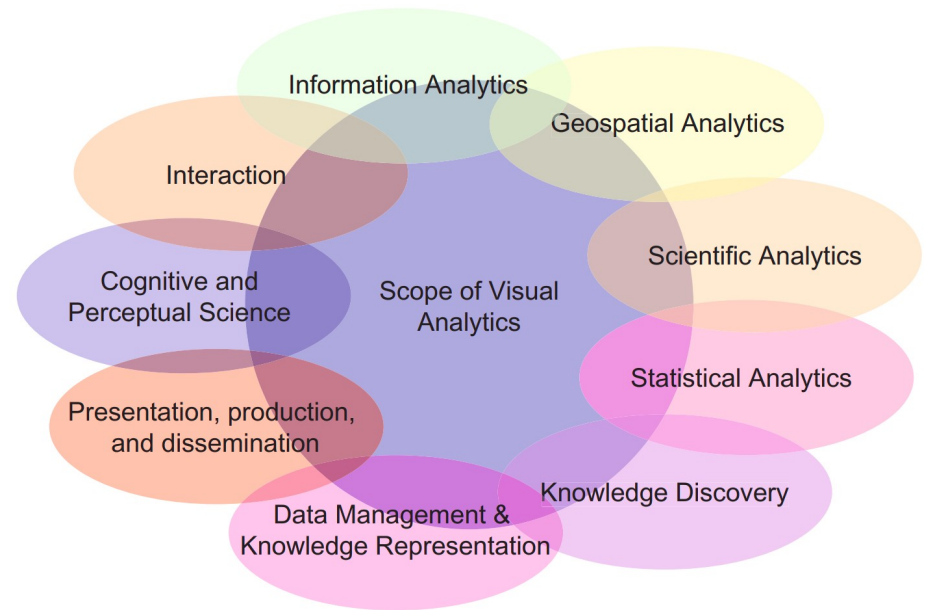 Information Analytics
Geospatial Analytics
Interaction
Scientific Analytics
Cognitive and
Perceptual Science
Scope of Visual
Analytics
Statistical Analytics
Presentation, production,
and dissemination
Knowledge Discovery
Data Management &
Knowledge Representation